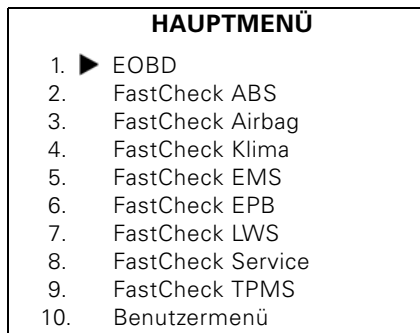 HAUPTMENÜ
1. ▶ EOBD
2. FastCheck ABS
3. FastCheck Airbag
4. FastCheck Klima
5. FastCheck EMS
6. FastCheck EPB
7. FastCheck LWS
8. FastCheck Service
9. FastCheck TPMS
10. Benutzermenü